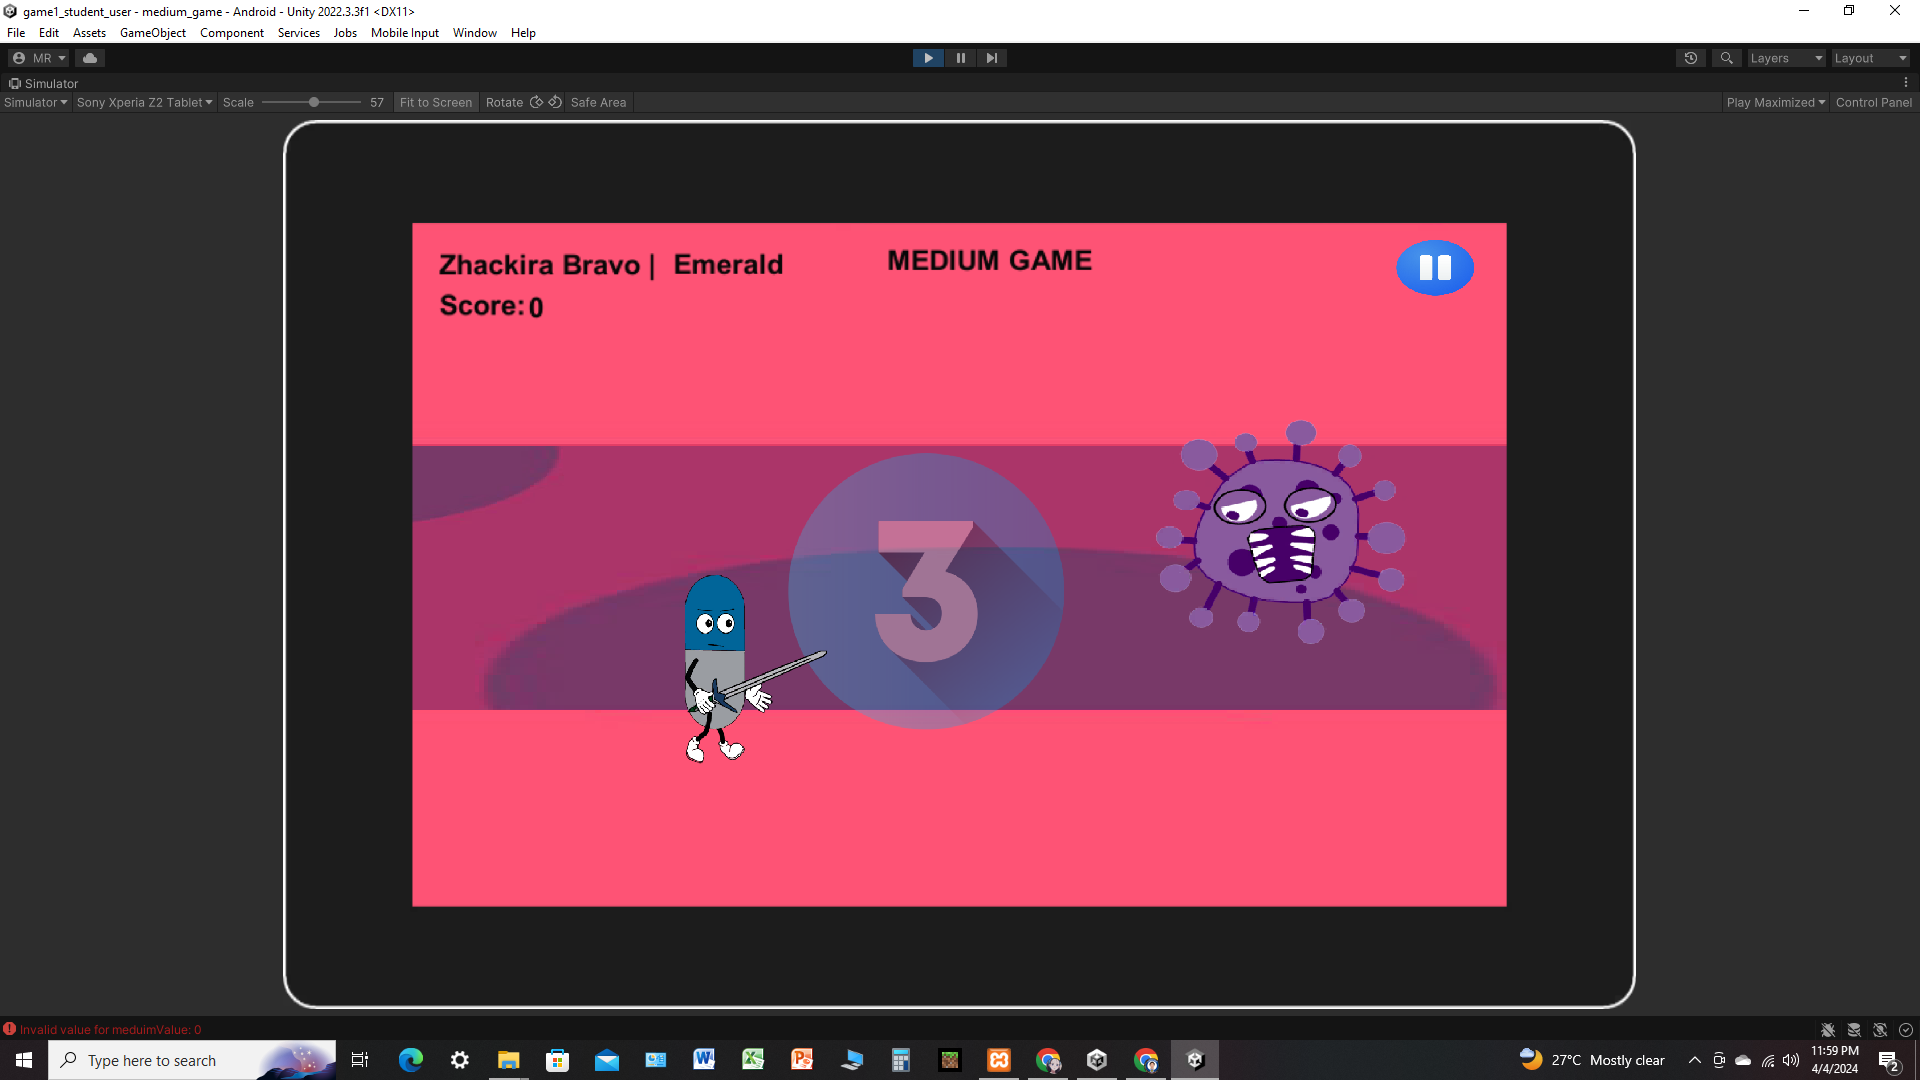 game1_student_user - medium_game - Android - Unity 2022.3.3f1 <DX11>
File Edit Assets GameObject Component Services Jobs Mobile Input Window Help
MR Layers Layout
Simulator
Simulator Sony Xperia Z2 Tablet Scale 57 Fit to Screen Rotate Safe Area Play Maximized Control Panel
Zhackira Bravo | Emerald MEDIUM GAME
Score: 0
3
Invalid value for meduimValue: 0
Type here to search 27°C Mostly clear 11:59 PM
4/4/2024 2